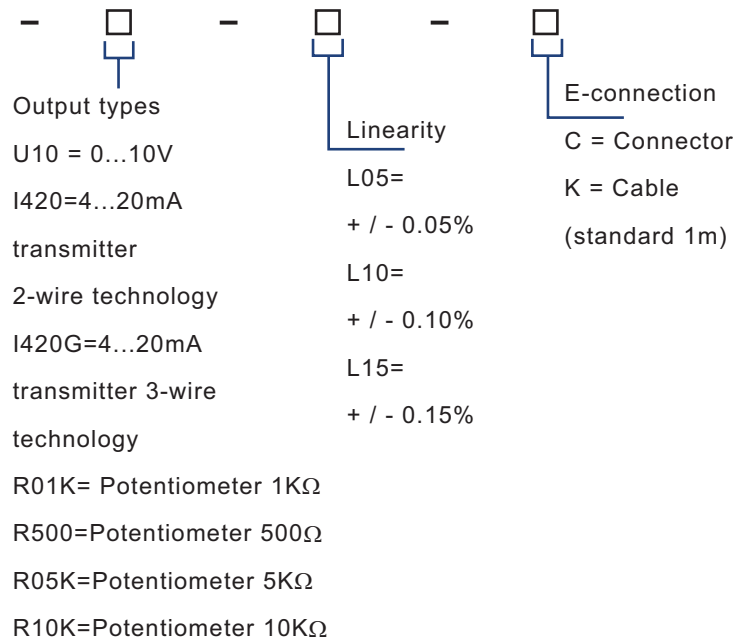 – □ – □ – □
Output types
U10 = 0...10V
I420=4...20mA
transmitter
2-wire technology
I420G=4...20mA
transmitter 3-wire
technology
R01K= Potentiometer 1KΩ
R500=Potentiometer 500Ω
R05K=Potentiometer 5KΩ
R10K=Potentiometer 10KΩ
Linearity
L05=
+ / - 0.05%
L10=
+ / - 0.10%
L15=
+ / - 0.15%
E-connection
C = Connector
K = Cable
(standard 1m)